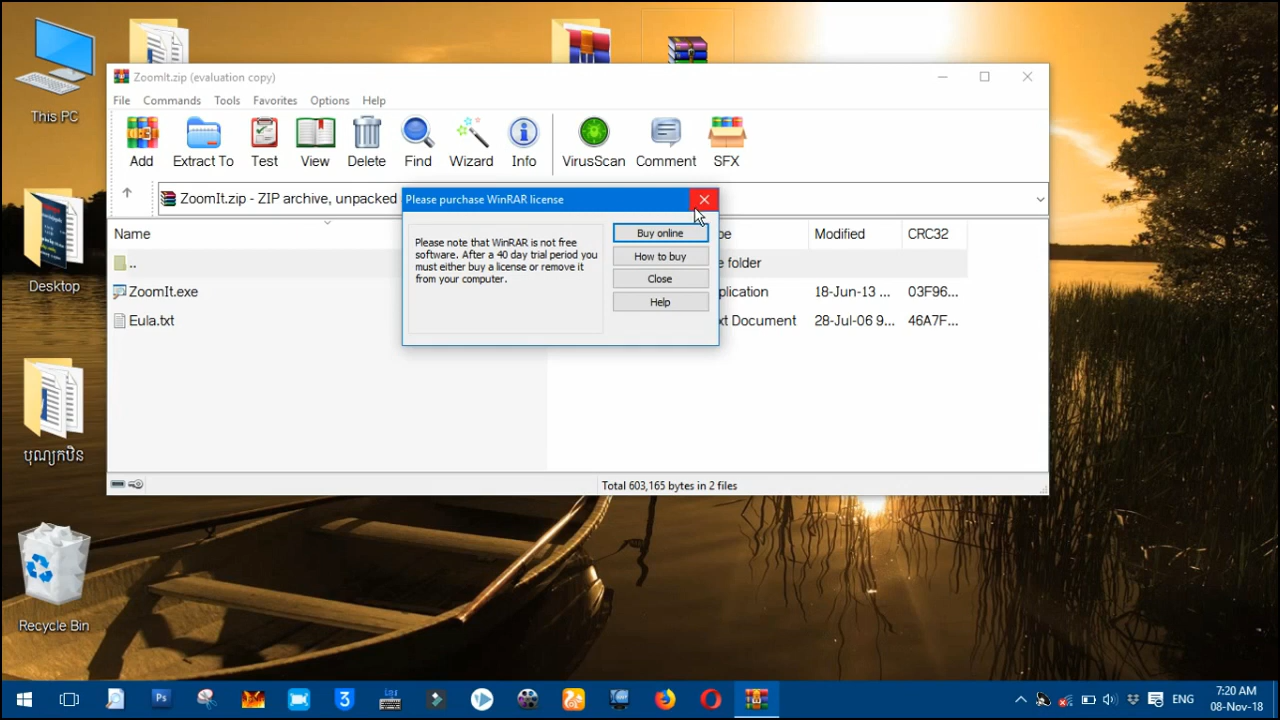 This PC
ZoomIt.zip (evaluation copy)
File Commands Tools Favorites Options Help
Add Extract To Test View Delete Find Wizard Info VirusScan Comment SFX
ZoomIt.zip - ZIP archive, unpacked
Please purchase WinRAR license
Please note that WinRAR is not free
software. After a 40 day trial period you
must either buy a license or remove it
from your computer.
Buy online
How to buy
Close
Help
Name Modified CRC32
.. folder
ZoomIt.exe 18-Jun-13 ... 03F96...
Eula.txt Document 28-Jul-06 9... 46A7F...
Total 603,165 bytes in 2 files
Desktop
បុណ្យកឋិន
Recycle Bin
Ps
3
ENG
7:20 AM
08-Nov-18